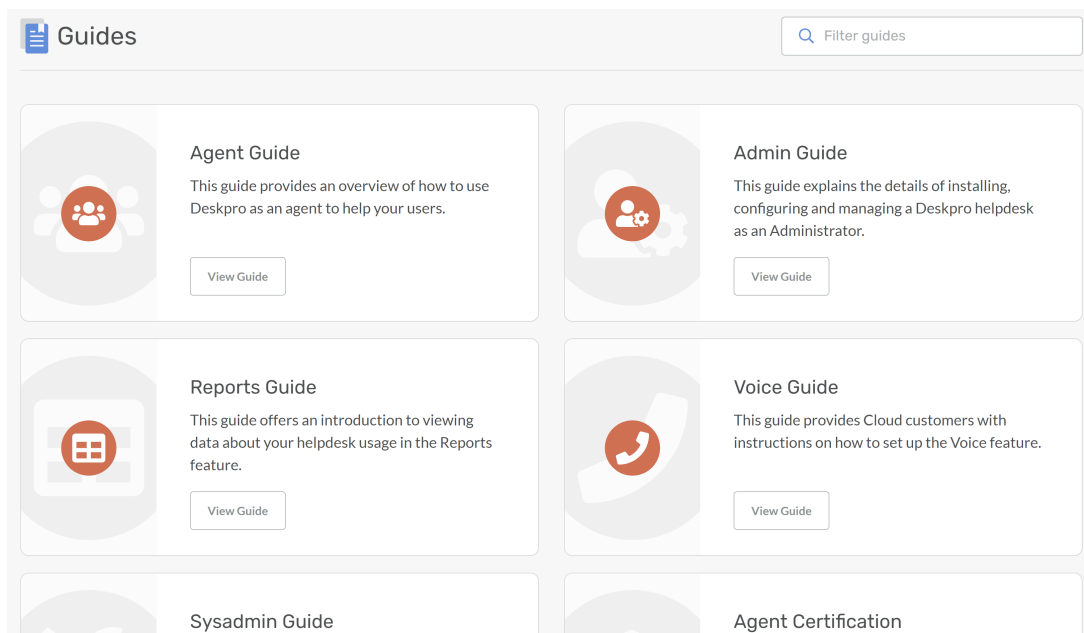 Guides
Filter guides
Agent Guide
This guide provides an overview of how to use
Deskpro as an agent to help your users.
View Guide
Admin Guide
This guide explains the details of installing,
configuring and managing a Deskpro helpdesk
as an Administrator.
View Guide
Reports Guide
This guide offers an introduction to viewing
data about your helpdesk usage in the Reports
feature.
View Guide
Voice Guide
This guide provides Cloud customers with
instructions on how to set up the Voice feature.
View Guide
Sysadmin Guide
Agent Certification